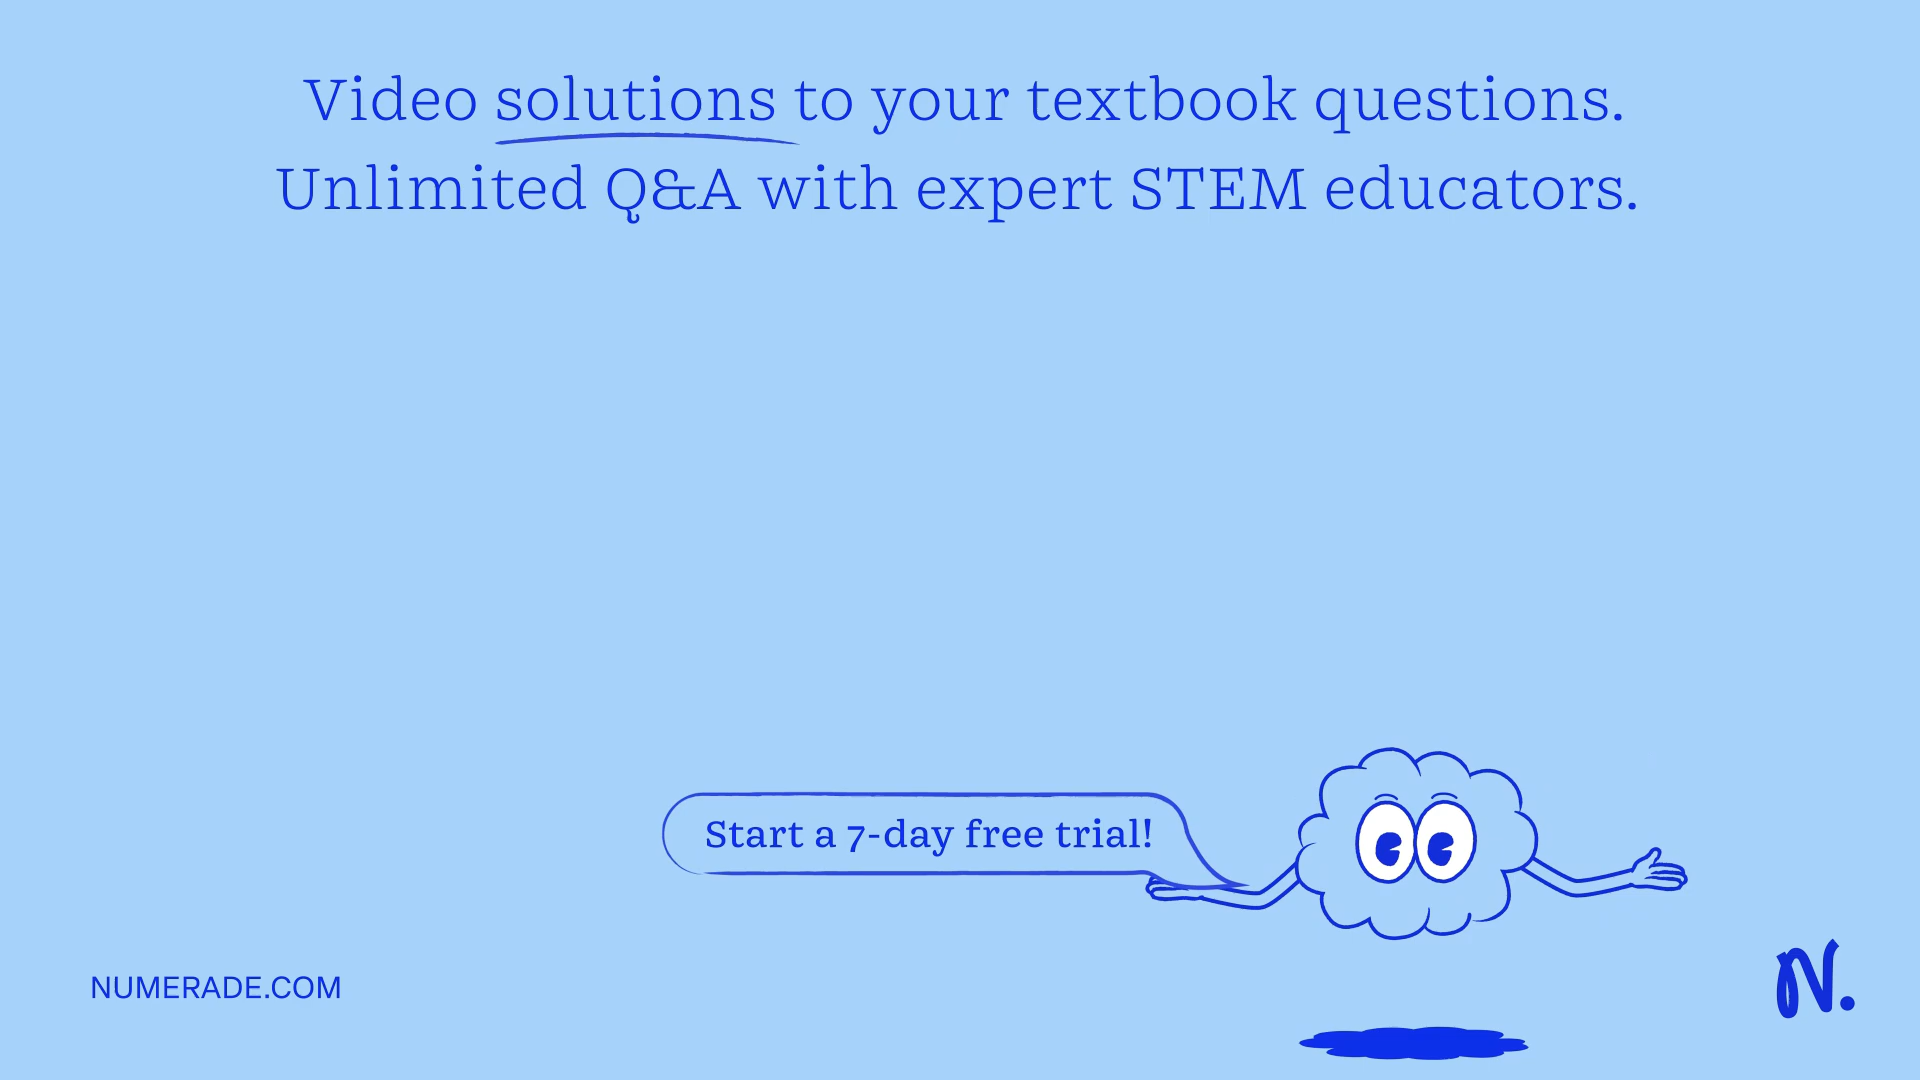 Video solutions to your textbook questions.
Unlimited Q&A with expert STEM educators.
Start a 7-day free trial!
NUMERADE.COM
N.